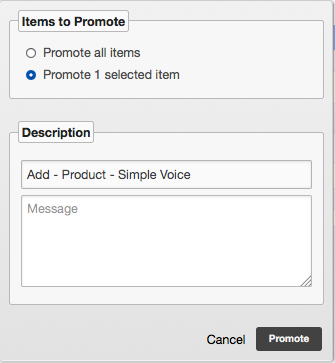 Items to Promote
Promote all items
Promote 1 selected item
Description
Add - Product - Simple Voice
Message
Cancel Promote